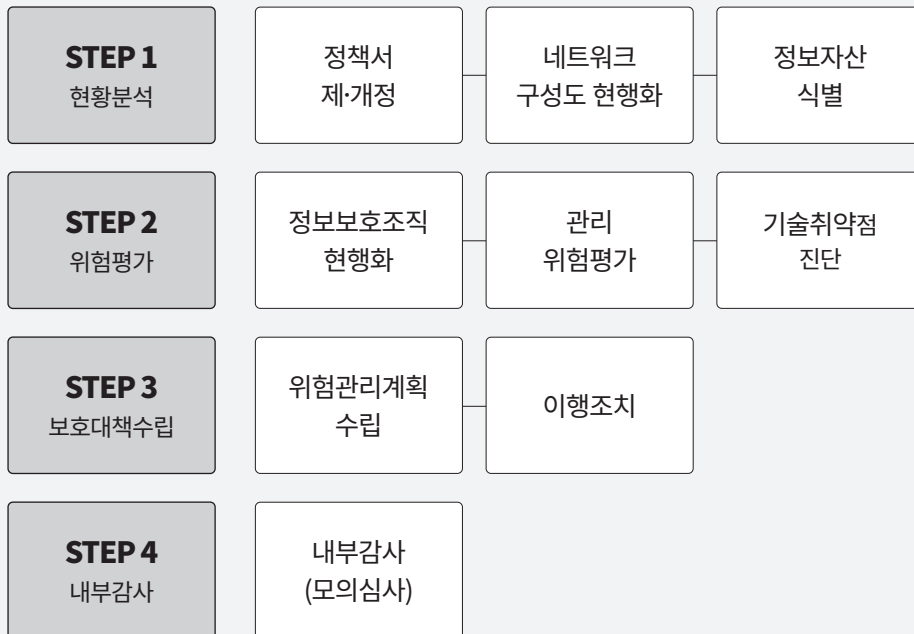 STEP 1
현황분석
정책서
제·개정
네트워크
구성도 현행화
정보자산
식별
STEP 2
위험평가
정보보호조직
현행화
관리
위험평가
기술취약점
진단
STEP 3
보호대책수립
위험관리계획
수립
이행조치
STEP 4
내부감사
내부감사
(모의심사)